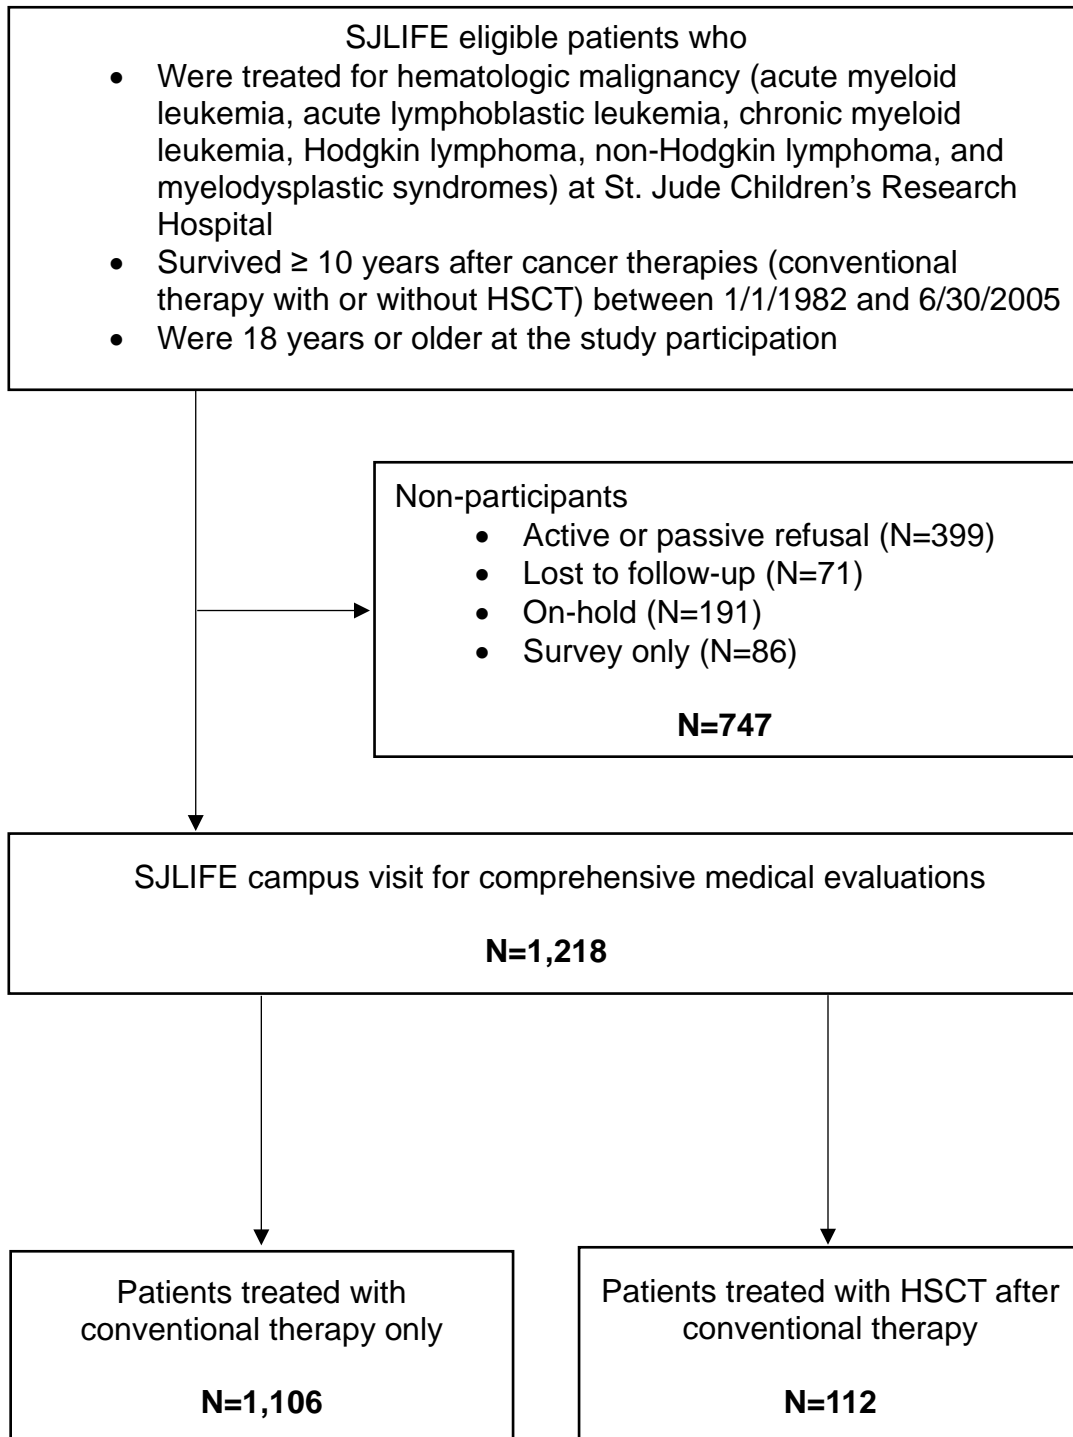 SJLIFE eligible patients who
• Were treated for hematologic malignancy (acute myeloid
leukemia, acute lymphoblastic leukemia, chronic myeloid
leukemia, Hodgkin lymphoma, non-Hodgkin lymphoma, and
myelodysplastic syndromes) at St. Jude Children’s Research
Hospital
• Survived ≥ 10 years after cancer therapies (conventional
therapy with or without HSCT) between 1/1/1982 and 6/30/2005
• Were 18 years or older at the study participation
Non-participants
• Active or passive refusal (N=399)
• Lost to follow-up (N=71)
• On-hold (N=191)
• Survey only (N=86)
N=747
SJLIFE campus visit for comprehensive medical evaluations
N=1,218
Patients treated with
conventional therapy only
N=1,106
Patients treated with HSCT after
conventional therapy
N=112